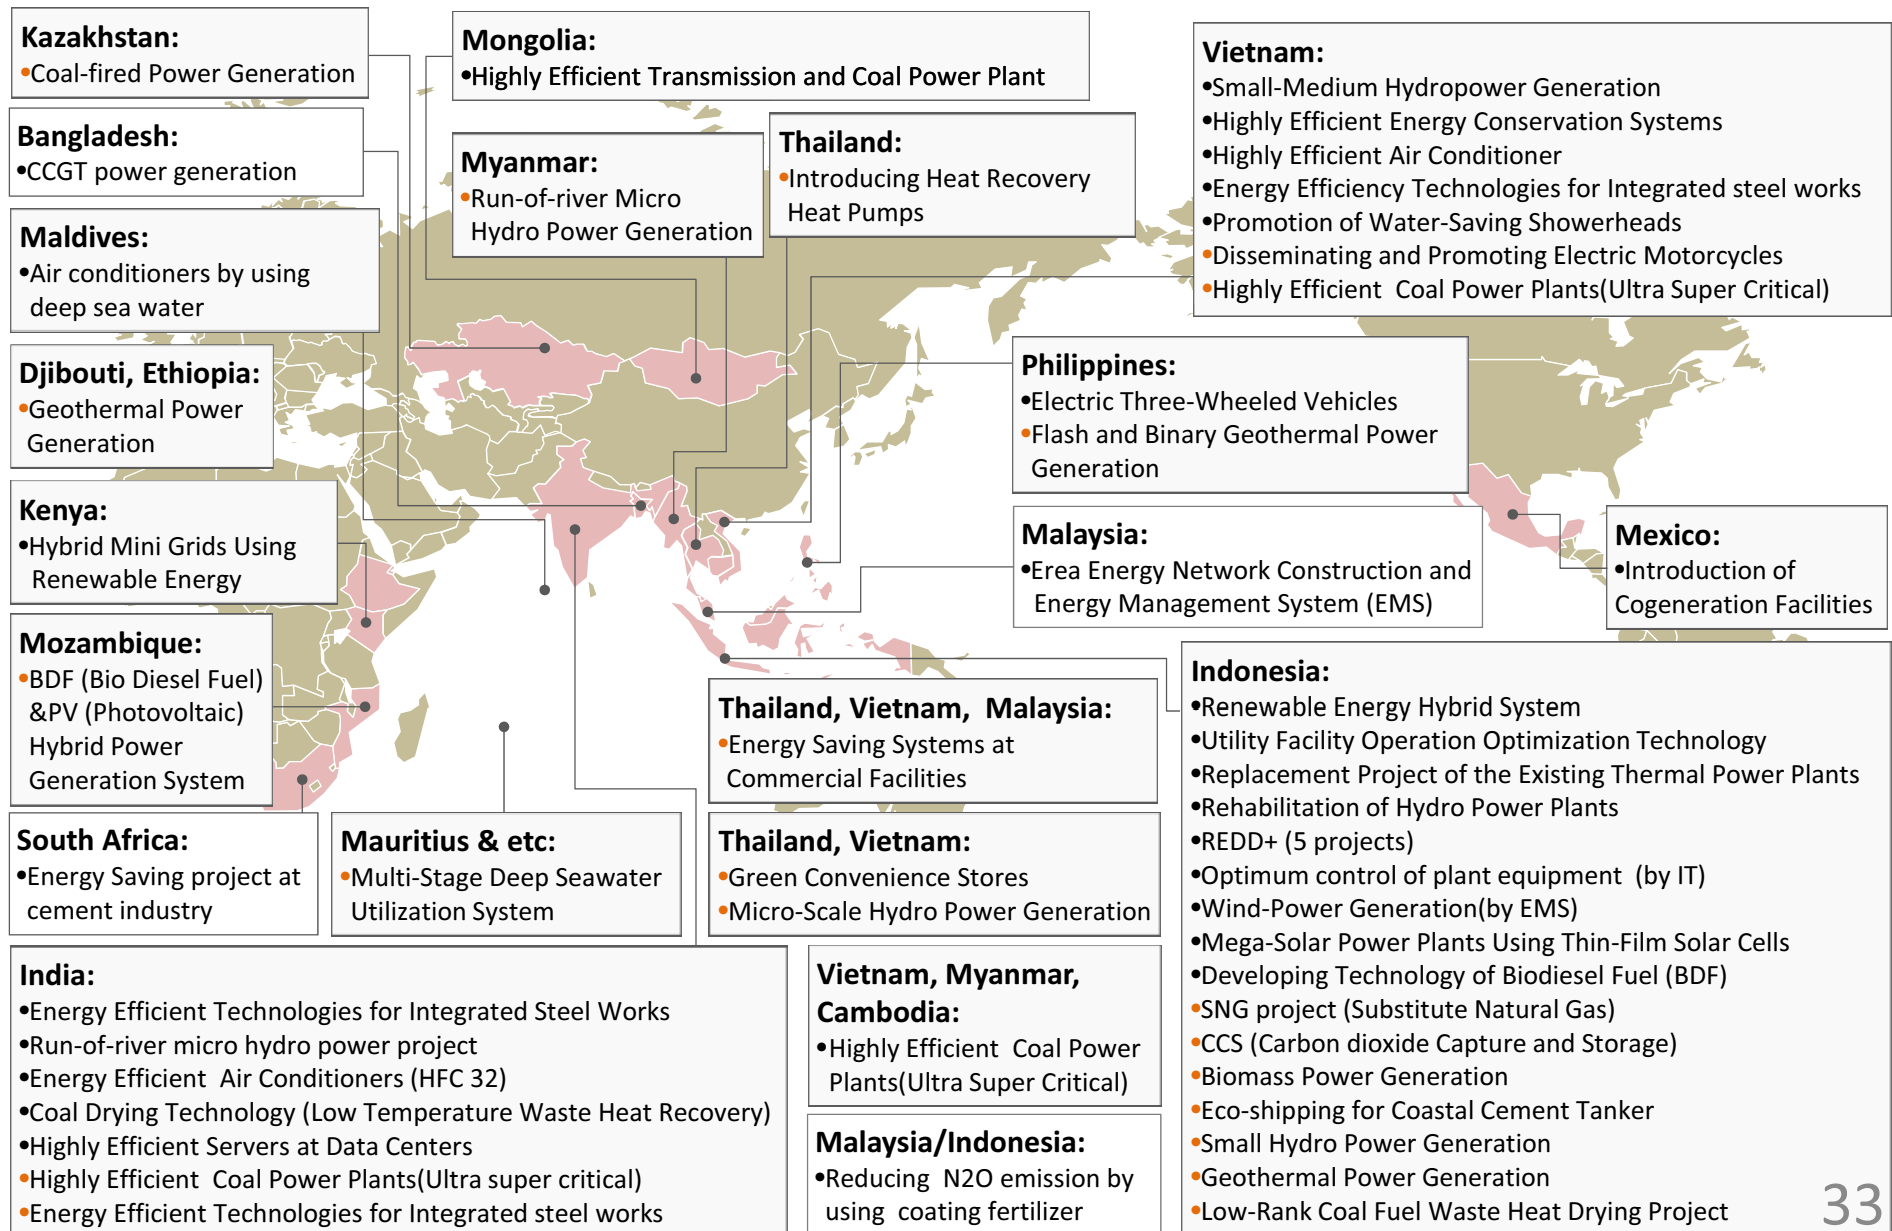 Kazakhstan:
•Coal-fired Power Generation
Mongolia:
•Highly Efficient Transmission and Coal Power Plant
Vietnam:
•Small-Medium Hydropower Generation
•Highly Efficient Energy Conservation Systems
•Highly Efficient Air Conditioner
•Energy Efficiency Technologies for Integrated steel works
•Promotion of Water-Saving Showerheads
•Disseminating and Promoting Electric Motorcycles
•Highly Efficient Coal Power Plants(Ultra Super Critical)
Bangladesh:
•CCGT power generation
Myanmar:
•Run-of-river Micro
Hydro Power Generation
Thailand:
•Introducing Heat Recovery
Heat Pumps
Maldives:
•Air conditioners by using
deep sea water
Djibouti, Ethiopia:
•Geothermal Power
Generation
Philippines:
•Electric Three-Wheeled Vehicles
•Flash and Binary Geothermal Power
Generation
Kenya:
•Hybrid Mini Grids Using
Renewable Energy
Malaysia:
•Erea Energy Network Construction and
Energy Management System (EMS)
Mexico:
•Introduction of
Cogeneration Facilities
Mozambique:
•BDF (Bio Diesel Fuel)
&PV (Photovoltaic)
Hybrid Power
Generation System
Thailand, Vietnam, Malaysia:
•Energy Saving Systems at
Commercial Facilities
Indonesia:
•Renewable Energy Hybrid System
•Utility Facility Operation Optimization Technology
•Replacement Project of the Existing Thermal Power Plants
•Rehabilitation of Hydro Power Plants
•REDD+ (5 projects)
•Optimum control of plant equipment (by IT)
•Wind-Power Generation(by EMS)
•Mega-Solar Power Plants Using Thin-Film Solar Cells
•Developing Technology of Biodiesel Fuel (BDF)
•SNG project (Substitute Natural Gas)
•CCS (Carbon dioxide Capture and Storage)
•Biomass Power Generation
•Eco-shipping for Coastal Cement Tanker
•Small Hydro Power Generation
•Geothermal Power Generation
•Low-Rank Coal Fuel Waste Heat Drying Project
South Africa:
•Energy Saving project at
cement industry
Mauritius & etc:
•Multi-Stage Deep Seawater
Utilization System
Thailand, Vietnam:
•Green Convenience Stores
•Micro-Scale Hydro Power Generation
India:
•Energy Efficient Technologies for Integrated Steel Works
•Run-of-river micro hydro power project
•Energy Efficient Air Conditioners (HFC 32)
•Coal Drying Technology (Low Temperature Waste Heat Recovery)
•Highly Efficient Servers at Data Centers
•Highly Efficient Coal Power Plants(Ultra super critical)
•Energy Efficient Technologies for Integrated steel works
Vietnam, Myanmar,
Cambodia:
•Highly Efficient Coal Power
Plants(Ultra Super Critical)
Malaysia/Indonesia:
•Reducing N2O emission by
using coating fertilizer
33